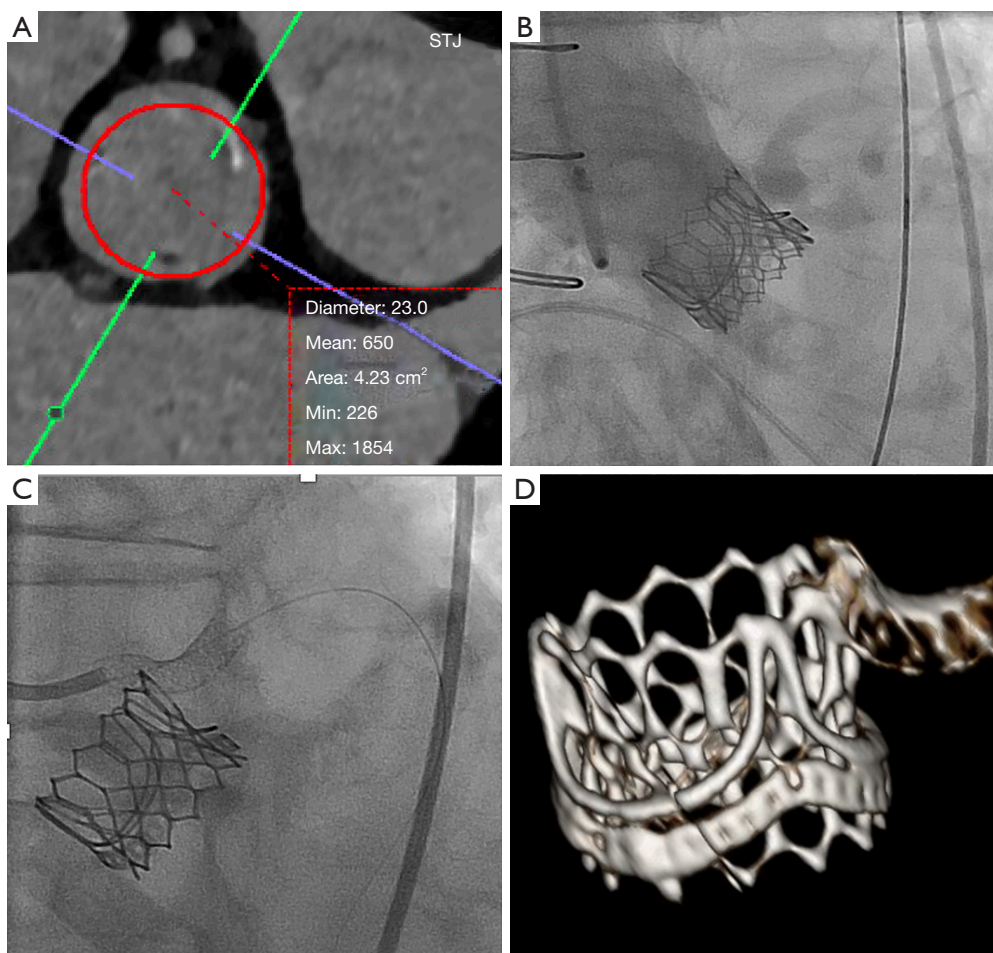 A
STJ
Diameter: 23.0
Mean: 650
Area: 4.23 cm²
Min: 226
Max: 1854
B
C
D